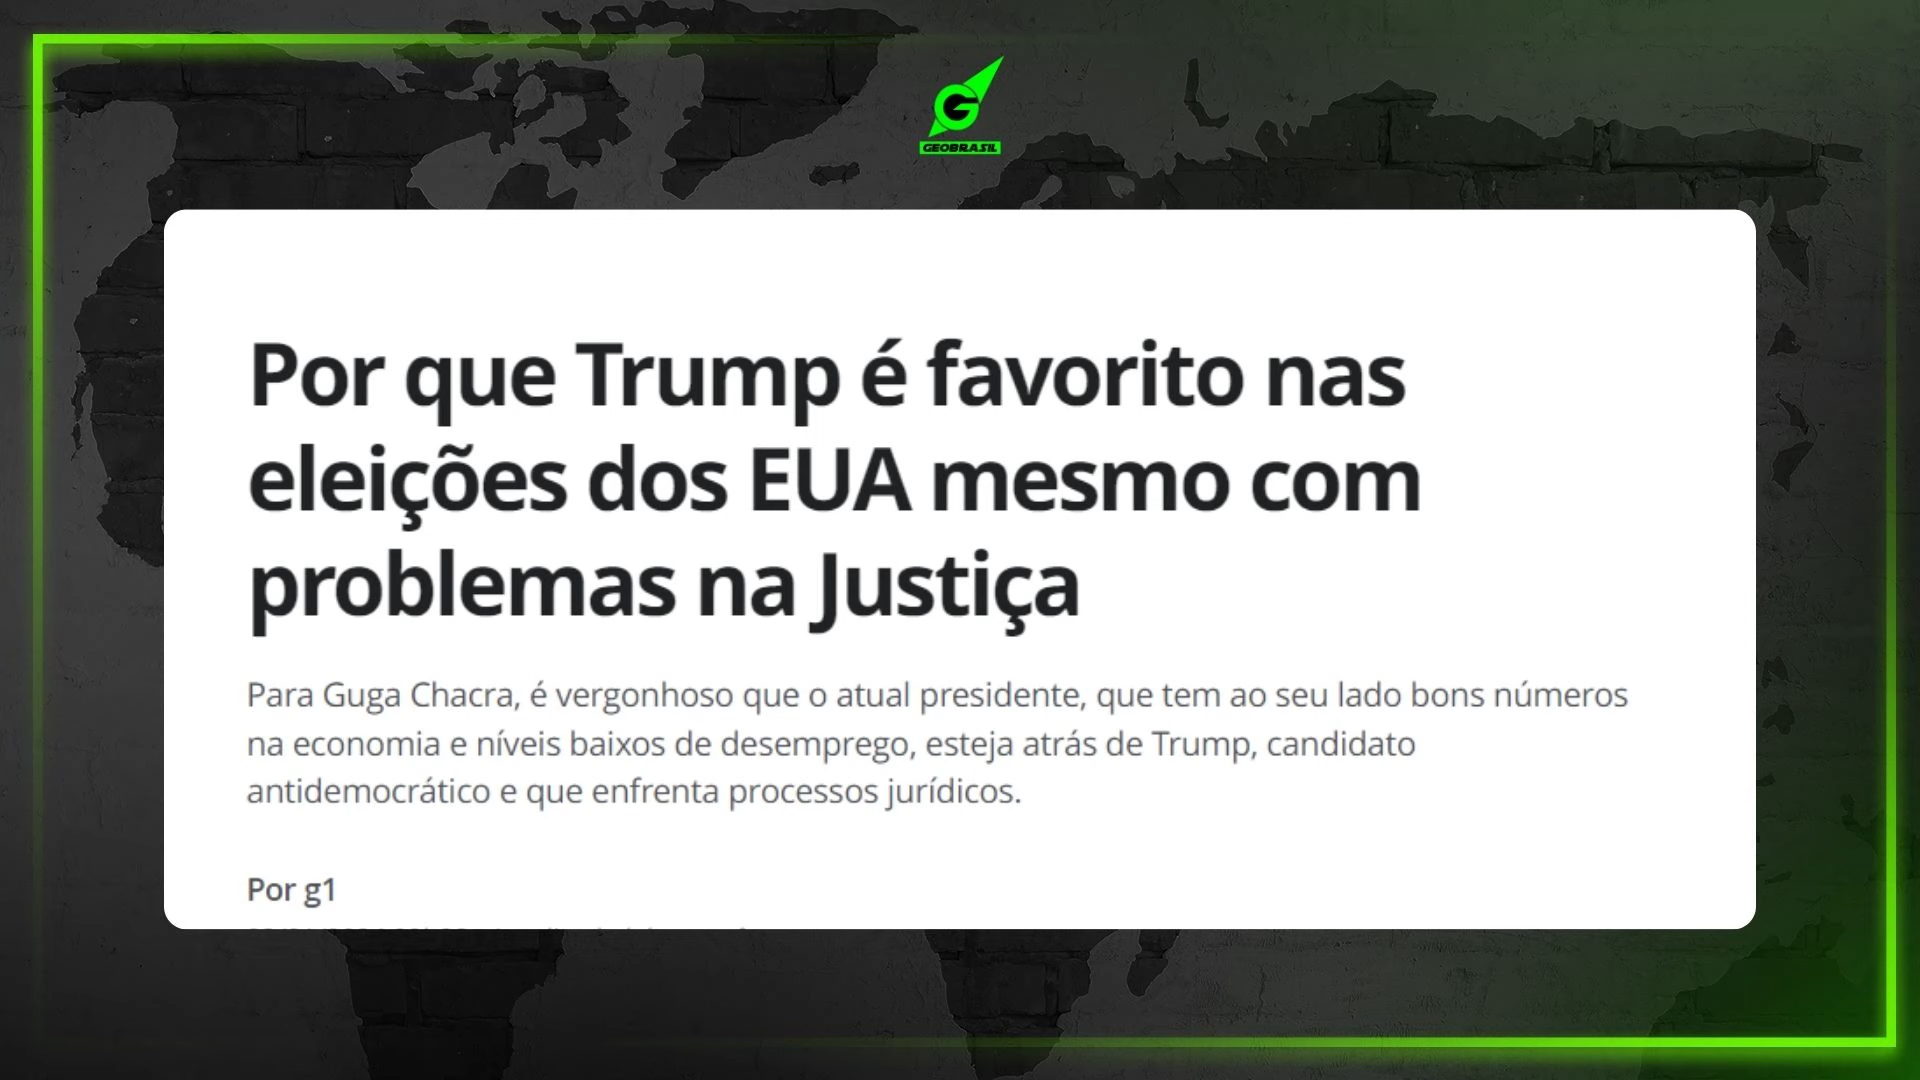 GEOBRASIL
Por que Trump é favorito nas
eleições dos EUA mesmo com
problemas na Justiça
Para Guga Chacra, é vergonhoso que o atual presidente, que tem ao seu lado bons números
na economia e níveis baixos de desemprego, esteja atrás de Trump, candidato
antidemocrático e que enfrenta processos jurídicos.
Por g1